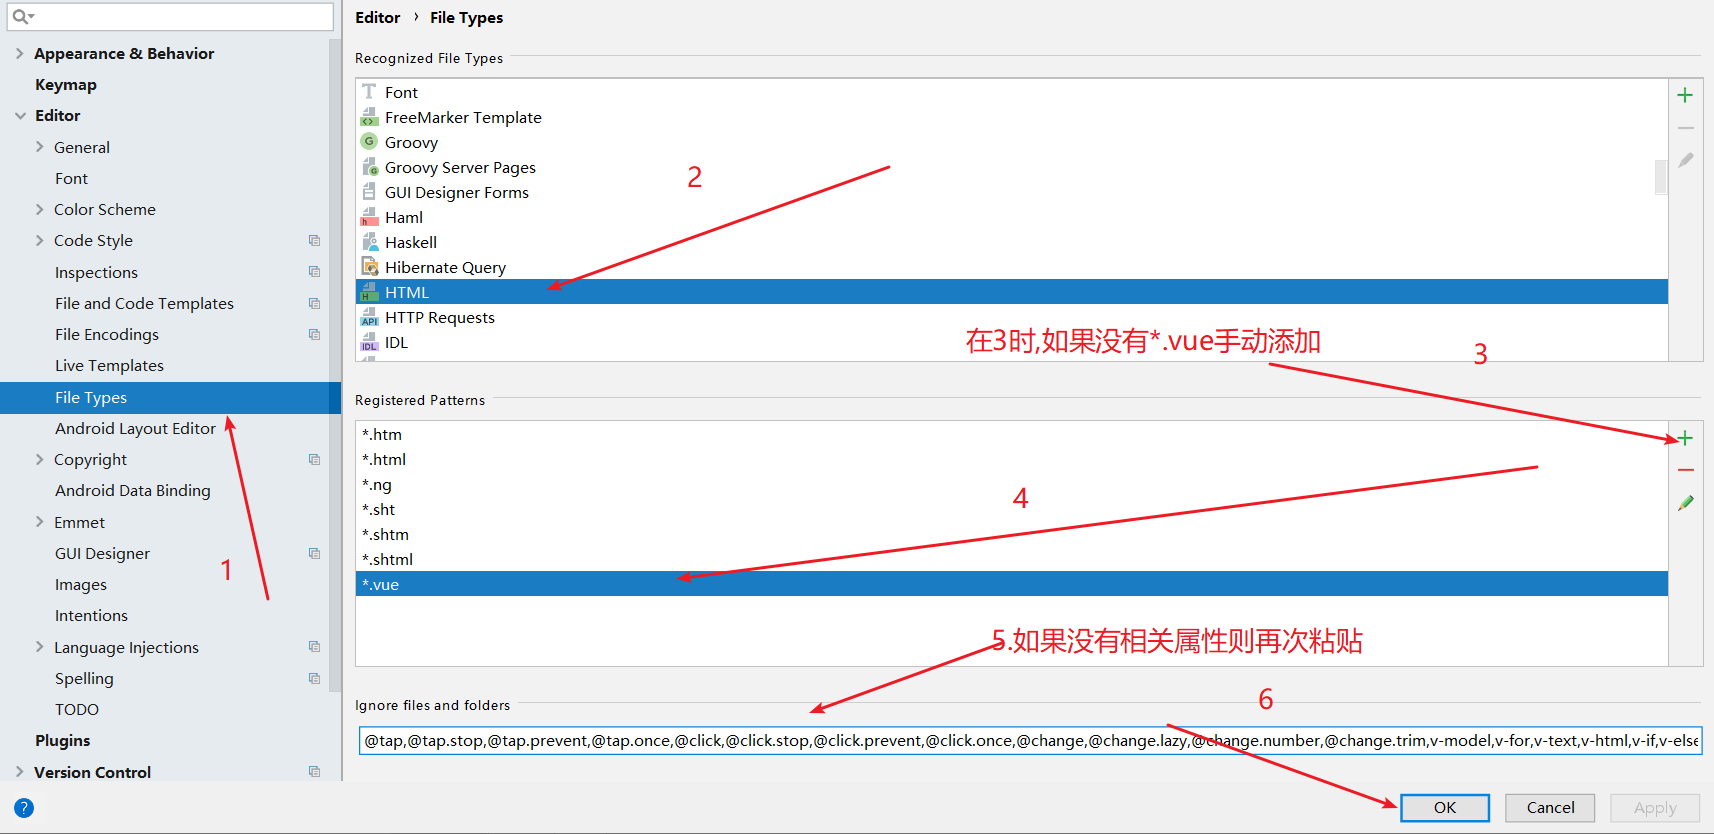 Appearance & Behavior
Keymap
Editor
General
Font
Color Scheme
Code Style
Inspections
File and Code Templates
File Encodings
Live Templates
File Types
Android Layout Editor
Copyright
Android Data Binding
Emmet
GUI Designer
Images
Intentions
Language Injections
Spelling
TODO
Plugins
Version Control
?
1
Editor › File Types
Recognized File Types
Font
FreeMarker Template
Groovy
Groovy Server Pages
GUI Designer Forms
Haml
Haskell
Hibernate Query
HTML
HTTP Requests
IDL
2
在3时,如果没有*.vue手动添加
3
Registered Patterns
*.htm
*.html
*.ng
*.sht
*.shtm
*.shtml
*.vue
4
5.如果没有相关属性则再次粘贴
Ignore files and folders
6
@tap,@tap.stop,@tap.prevent,@tap.once,@click,@click.stop,@click.prevent,@click.once,@change,@change.lazy,@change.number,@change.trim,v-model,v-for,v-text,v-html,v-if,v-else
OK
Cancel
Apply